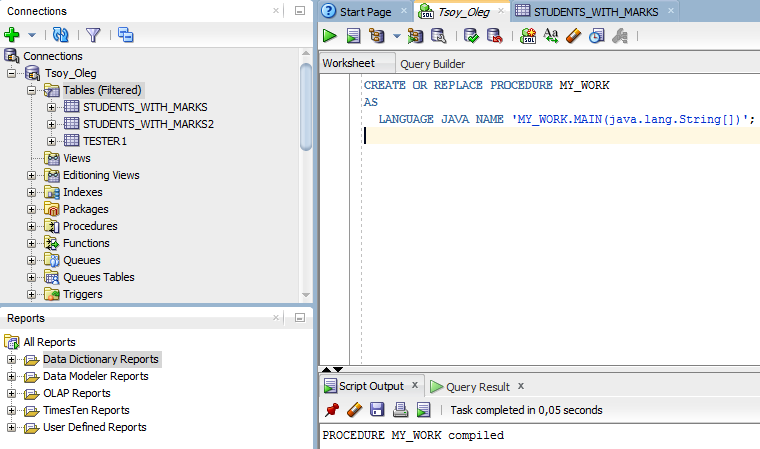 Connections
Connections
Tsoy_Oleg
Tables (Filtered)
STUDENTS_WITH_MARKS
STUDENTS_WITH_MARKS2
TESTER1
Views
Editioning Views
Indexes
Packages
Procedures
Functions
Queues
Queues Tables
Triggers
Reports
All Reports
Data Dictionary Reports
Data Modeler Reports
OLAP Reports
TimesTen Reports
User Defined Reports
Start Page
Tsoy_Oleg
STUDENTS_WITH_MARKS
SQL
Aa
Worksheet
Query Builder
CREATE OR REPLACE PROCEDURE MY_WORK
AS
LANGUAGE JAVA NAME 'MY_WORK.MAIN(java.lang.String[])';
Script Output
Query Result
Task completed in 0,05 seconds
PROCEDURE MY_WORK compiled